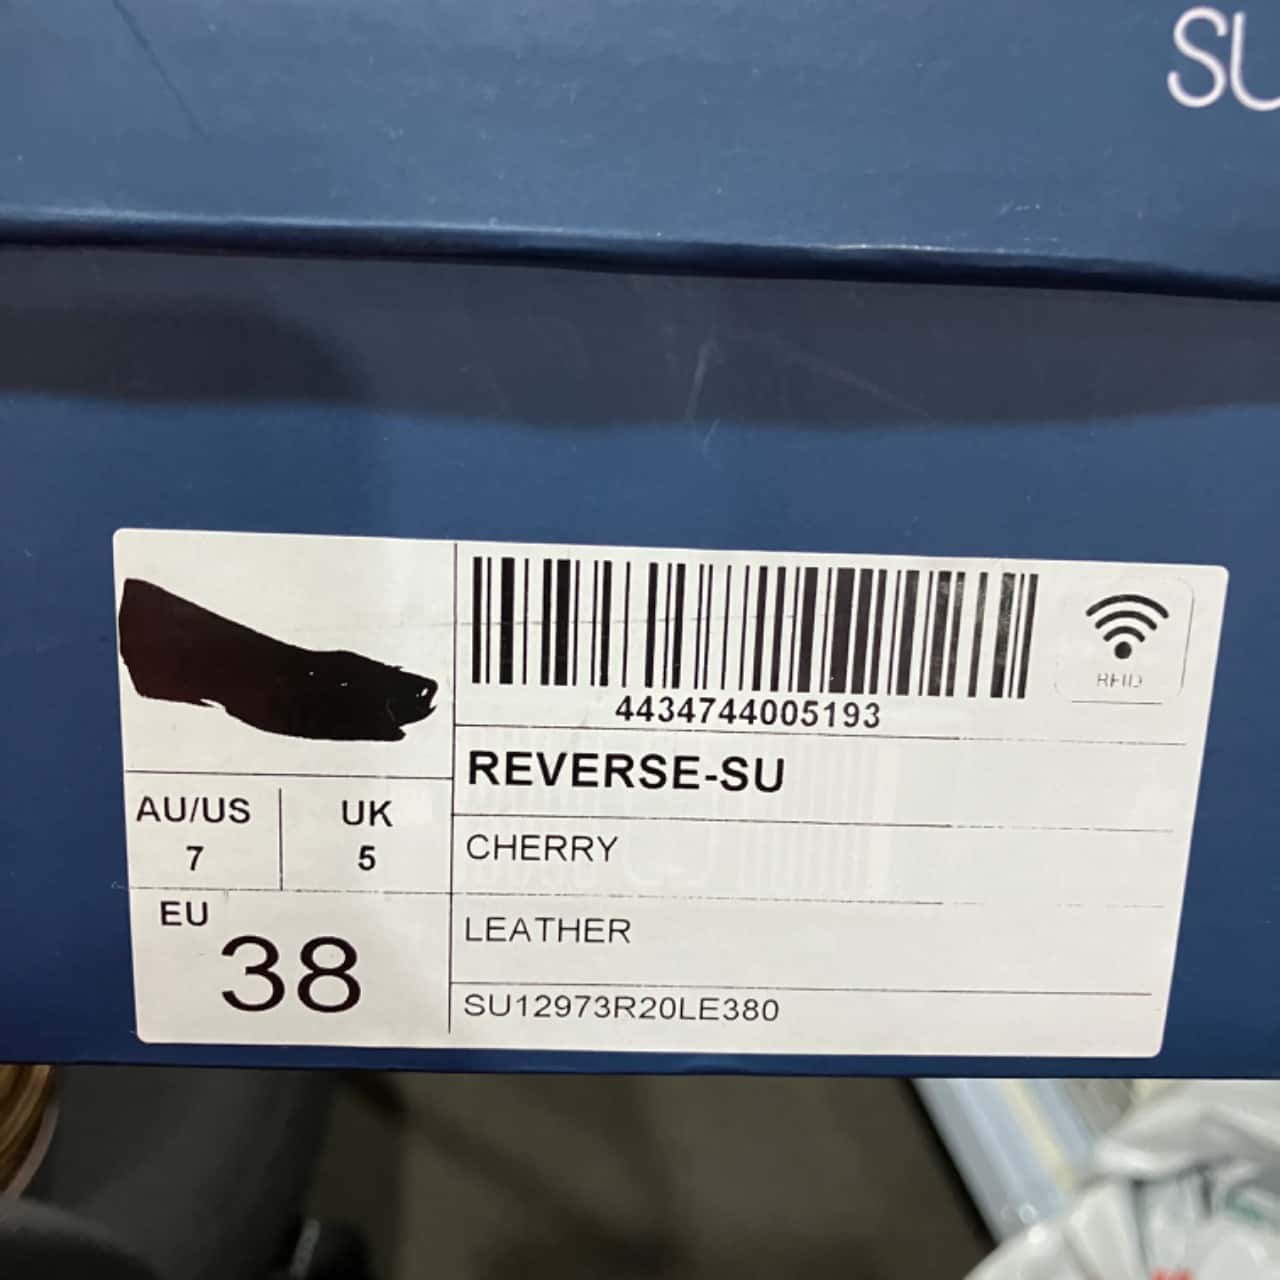 SU
4434744005193
RFID
REVERSE-SU
AU/US
7
UK
5
CHERRY
EU
38
LEATHER
SU12973R20LE380